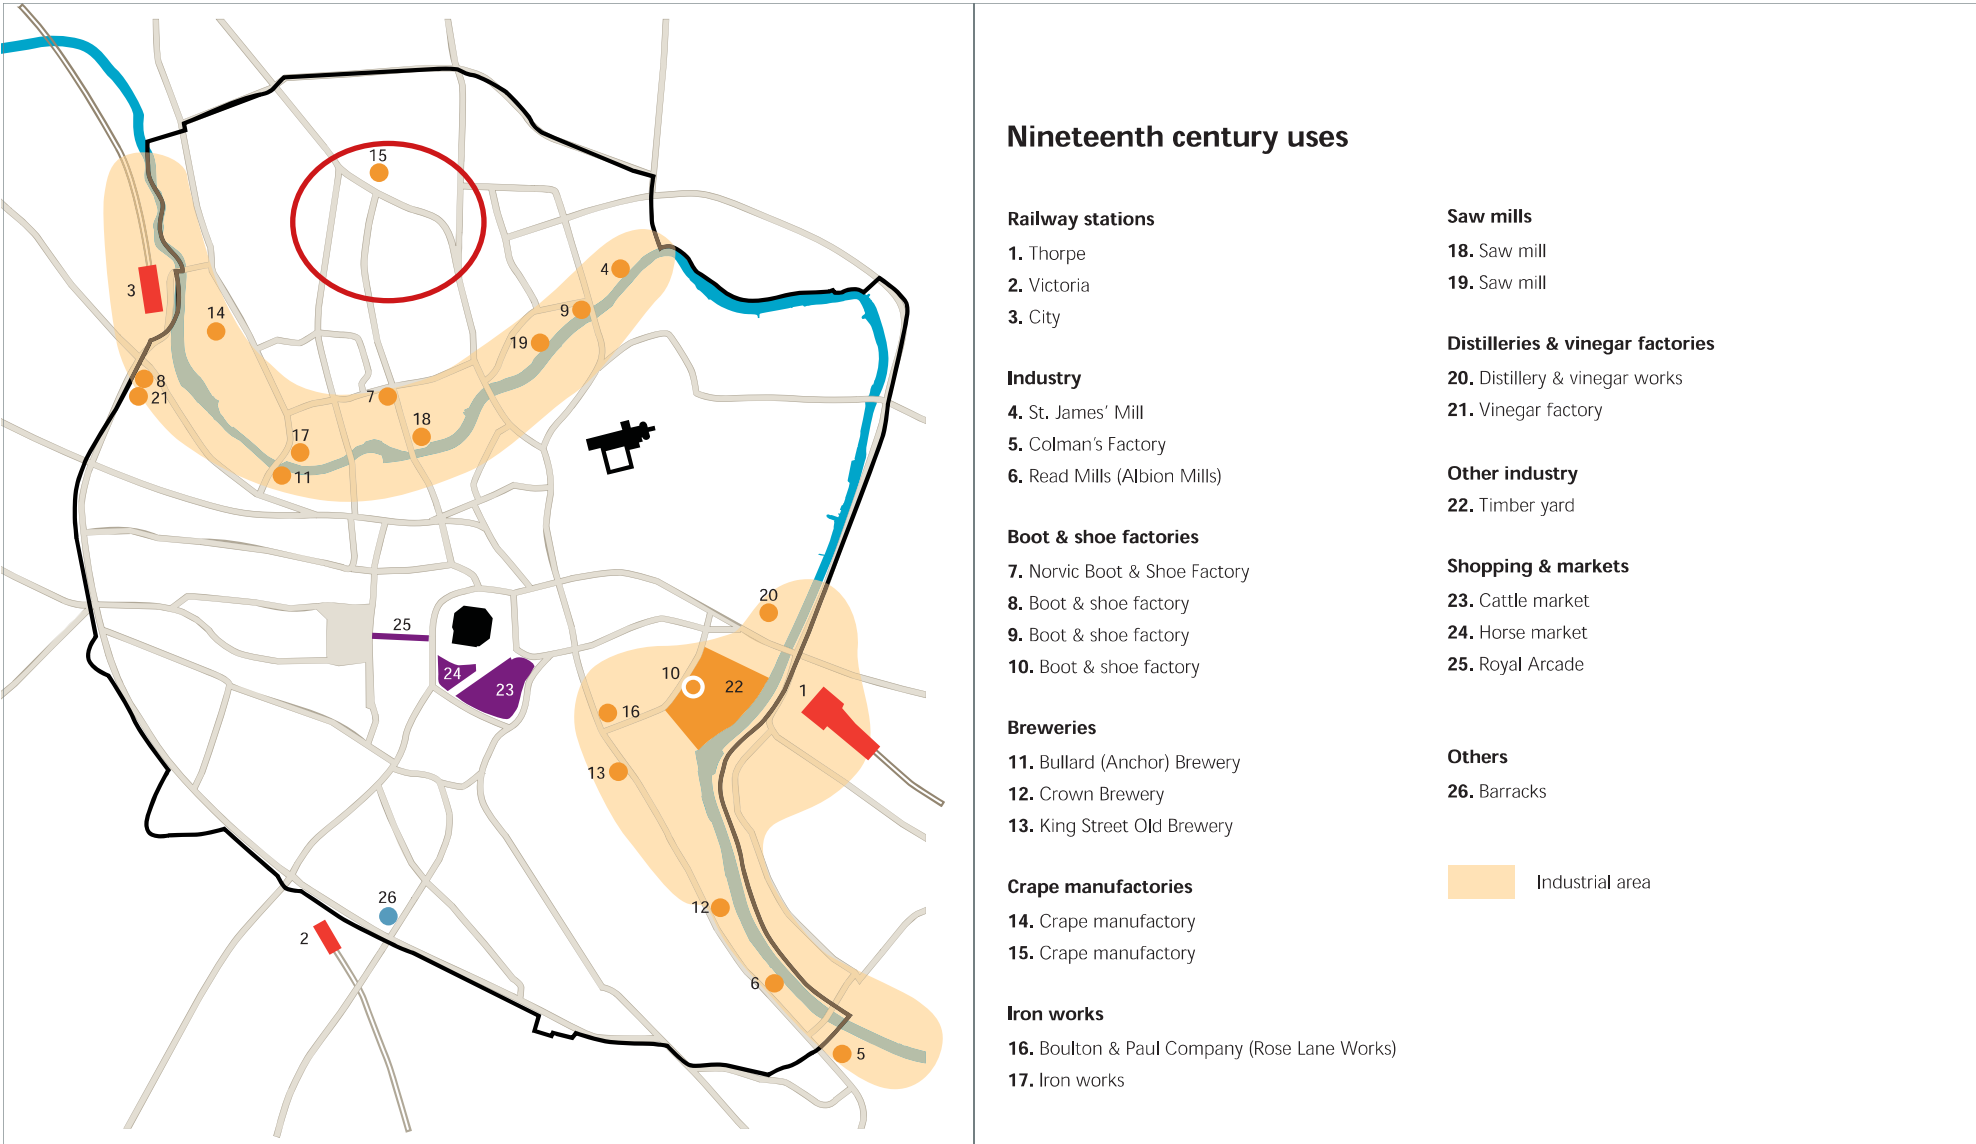 15
4
3
14
9
19
8
21
7
18
17
11
20
25
24
23
10
22
1
16
13
26
12
2
6
5
Nineteenth century uses
Railway stations
1. Thorpe
2. Victoria
3. City
Industry
4. St. James' Mill
5. Colman's Factory
6. Read Mills (Albion Mills)
Boot & shoe factories
7. Norvic Boot & Shoe Factory
8. Boot & shoe factory
9. Boot & shoe factory
10. Boot & shoe factory
Breweries
11. Bullard (Anchor) Brewery
12. Crown Brewery
13. King Street Old Brewery
Crape manufactories
14. Crape manufactory
15. Crape manufactory
Iron works
16. Boulton & Paul Company (Rose Lane Works)
17. Iron works
Saw mills
18. Saw mill
19. Saw mill
Distilleries & vinegar factories
20. Distillery & vinegar works
21. Vinegar factory
Other industry
22. Timber yard
Shopping & markets
23. Cattle market
24. Horse market
25. Royal Arcade
Others
26. Barracks
Industrial area